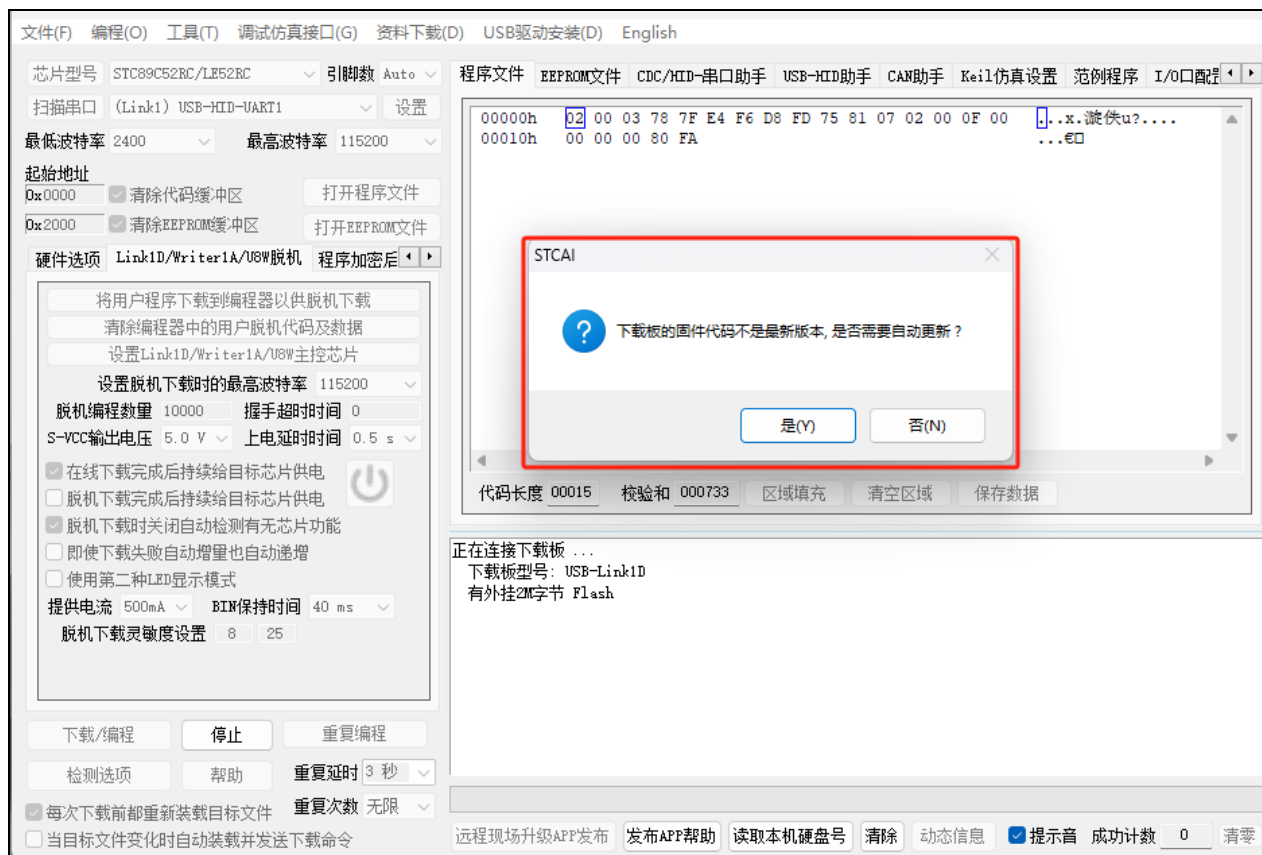 文件(F) 编程(O) 工具(T) 调试仿真接口(G) 资料下载(D) USB驱动安装(D) English
芯片型号 STC89C52RC/LE52RC 引脚数 Auto
扫描串口 (Link1) USB-HID-UART1 设置
最低波特率 2400 最高波特率 115200
起始地址
0x0000 清除代码缓冲区 打开程序文件
0x2000 清除EEPROM缓冲区 打开EEPROM文件
硬件选项 Link1D/Writer1A/U8W脱机 程序加密后
将用户程序下载到编程器以供脱机下载
清除编程器中的用户脱机代码及数据
设置Link1D/Writer1A/U8W主控芯片
设置脱机下载时的最高波特率 115200
脱机编程数量 10000 握手超时时间 0
S-VCC输出电压 5.0 V 上电延时时间 0.5 s
在线下载完成后持续给目标芯片供电
脱机下载完成后持续给目标芯片供电
脱机下载时关闭自动检测有无芯片功能
即使下载失败自动增量也自动递增
使用第二种LED显示模式
提供电流 500mA BIN保持时间 40 ms
脱机下载灵敏度设置 8 25
下载/编程 停止 重复编程
检测选项 帮助 重复延时 3 秒
每次下载前都重新装载目标文件 重复次数 无限
当目标文件变化时自动装载并发送下载命令
程序文件 EEPROM文件 CDC/HID-串口助手 USB-HID助手 CAN助手 Keil仿真设置 范例程序 I/O口配
00000h 02 00 03 78 7F E4 F6 D8 FD 75 81 07 02 00 0F 00 ...x.漩佚u?....
00010h 00 00 00 80 FA ...€□
STCAI
下载板的固件代码不是最新版本, 是否需要自动更新 ?
是(Y) 否(N)
代码长度 00015 校验和 000733 区域填充 清空区域 保存数据
正在连接下载板 ...
下载板型号: USB-Link1D
有外挂2M字节 Flash
远程现场升级APP发布 发布APP帮助 读取本机硬盘号 清除 动态信息 提示音 成功计数 0 清零